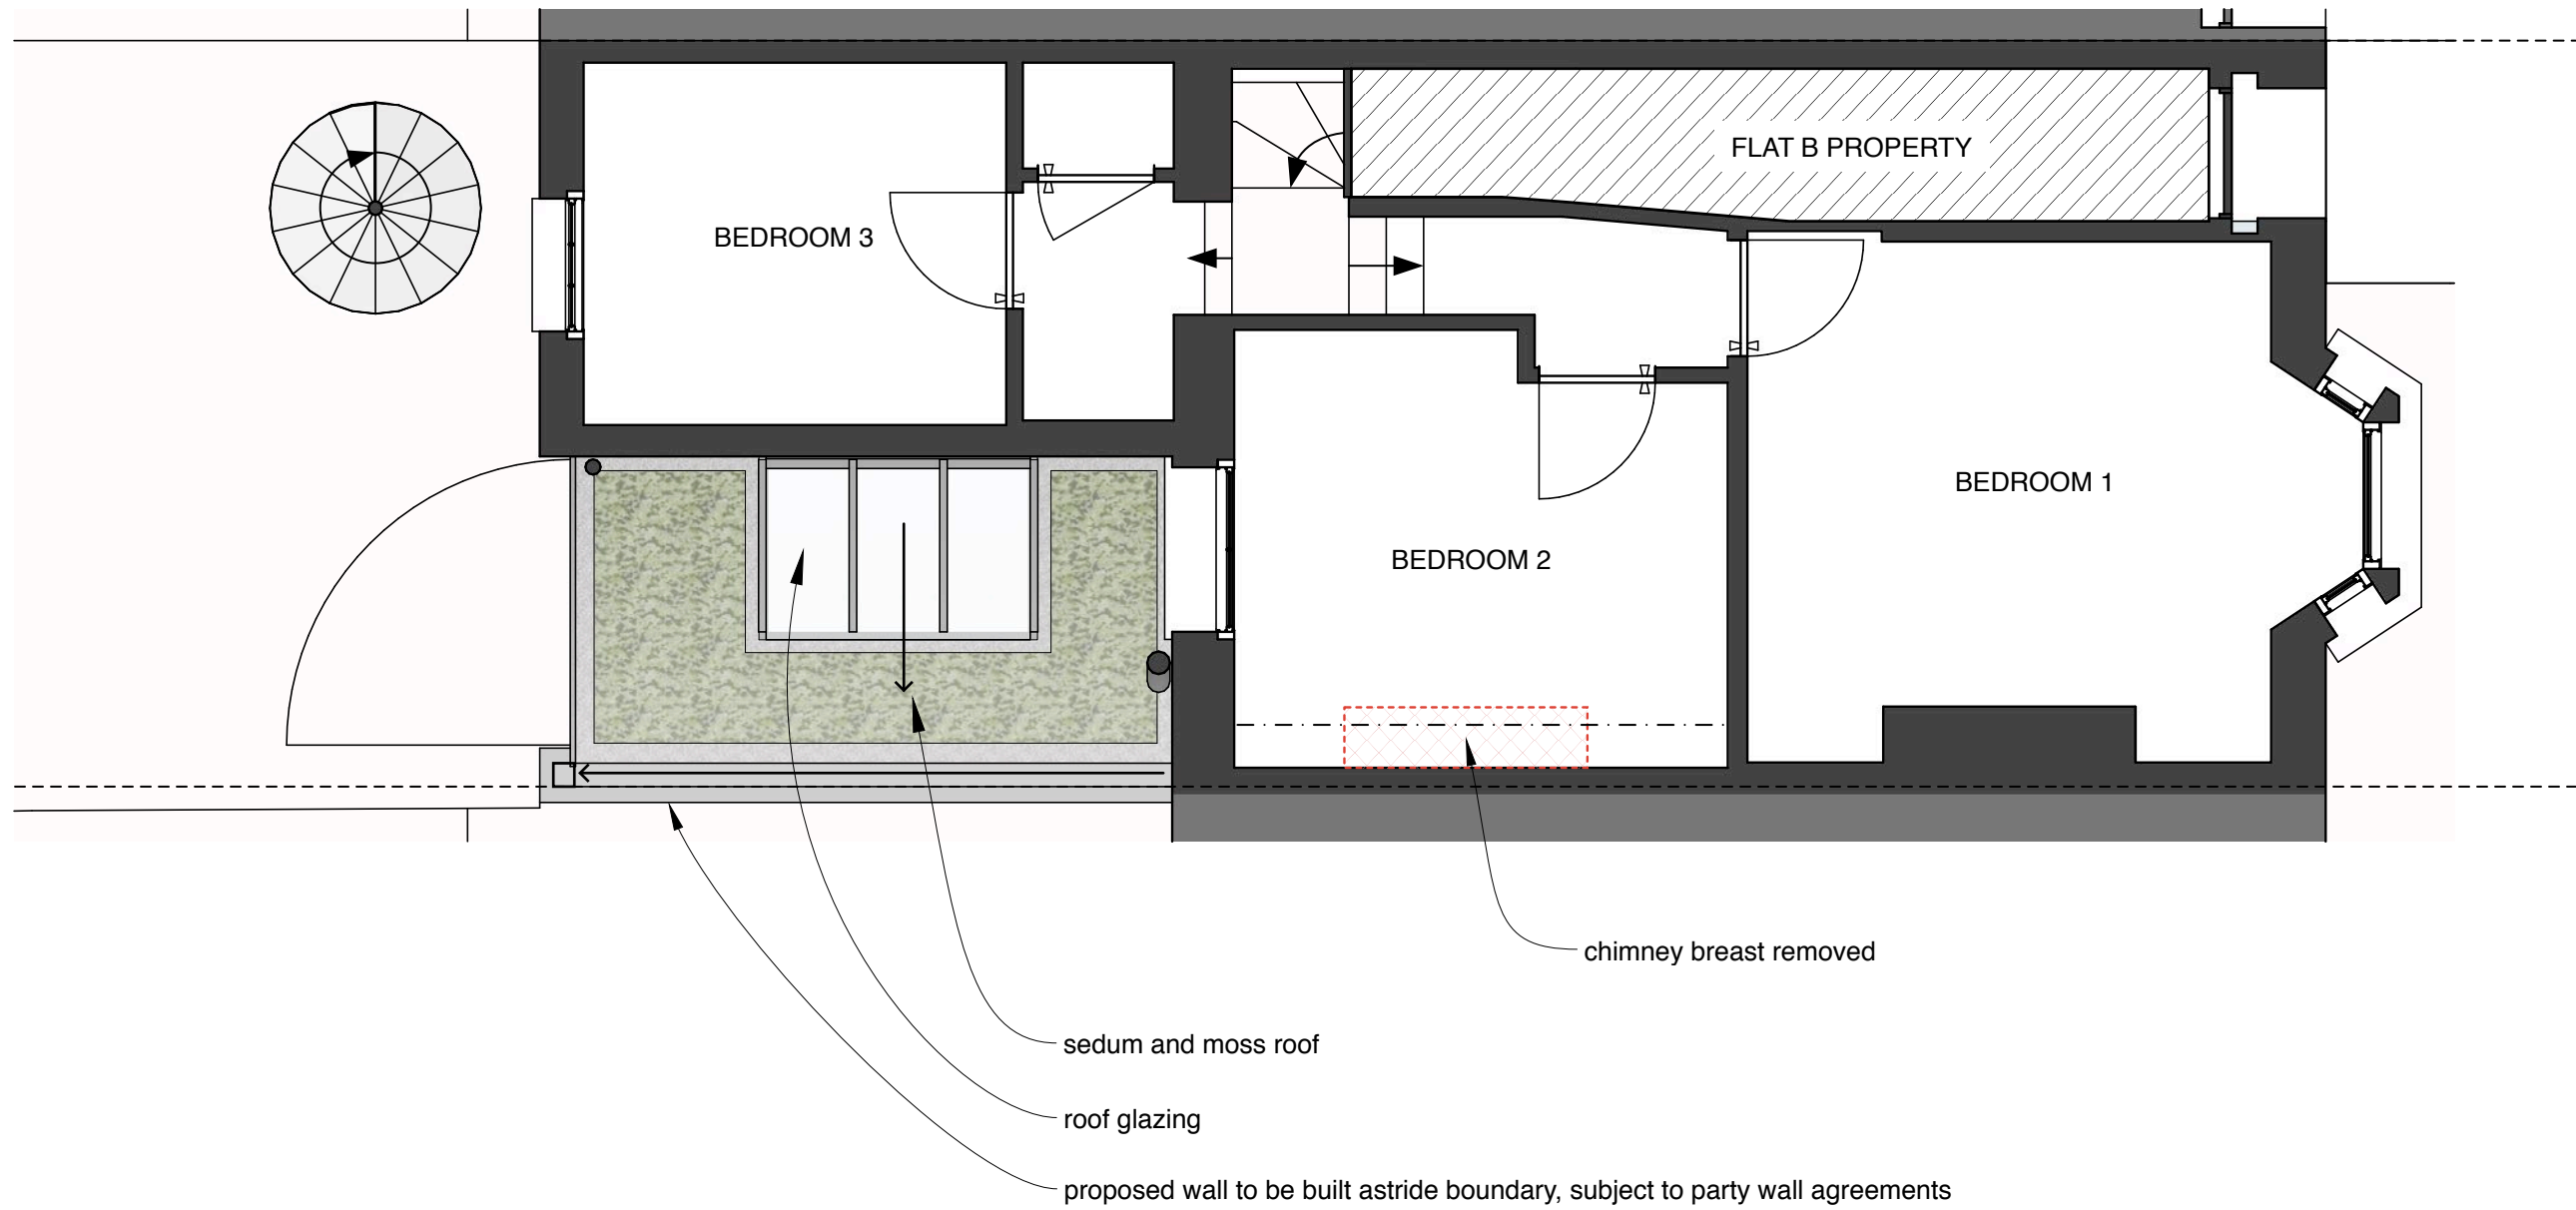 FLAT B PROPERTY
BEDROOM 3
BEDROOM 1
BEDROOM 2
chimney breast removed
sedum and moss roof
roof glazing
proposed wall to be built astride boundary, subject to party wall agreements